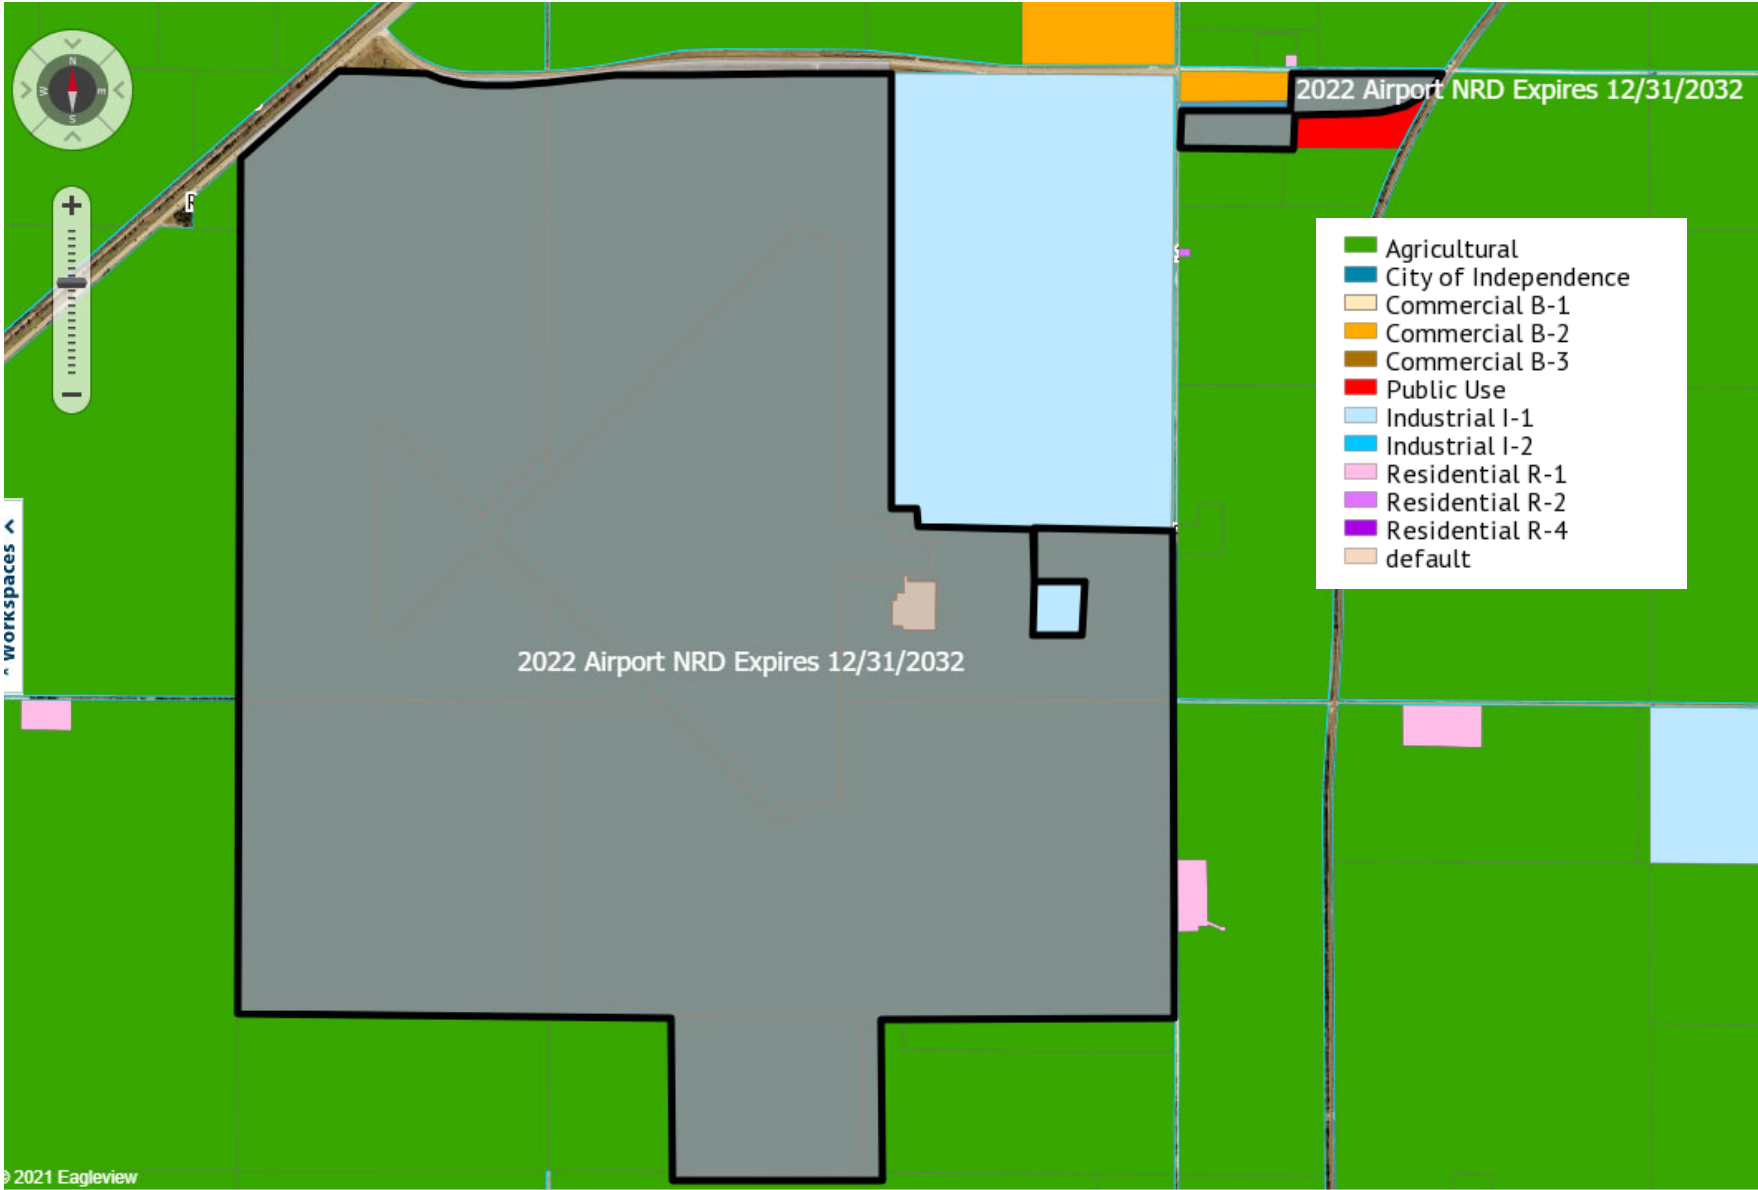 N
W
S
2022 Airport NRD Expires 12/31/2032
R
Agricultural
City of Independence
Commercial B-1
Commercial B-2
Commercial B-3
Public Use
Industrial I-1
Industrial I-2
Residential R-1
Residential R-2
Residential R-4
default
Workspaces
2022 Airport NRD Expires 12/31/2032
© 2021 Eagleview